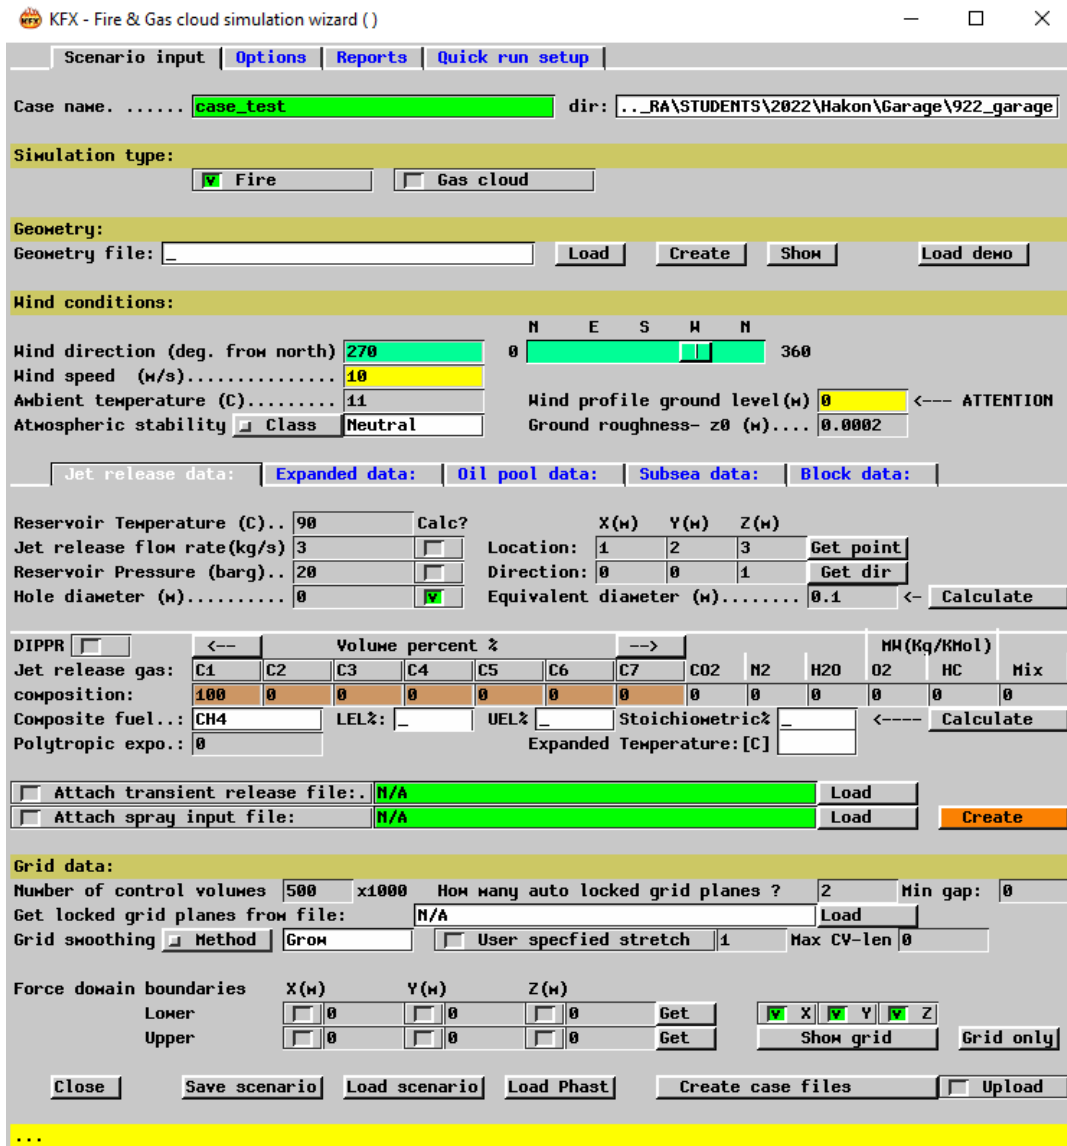 KFX - Fire & Gas cloud simulation wizard ( )
Scenario input Options Reports Quick run setup
Case name. ...... case_test dir: ..._RA\STUDENTS\2022\Hakon\Garage\922_garage
Simulation type:
Fire Gas cloud
Geometry:
Geometry file: _ Load Create Show Load demo
Wind conditions:
N E S W N
Wind direction (deg. from north) 270 0 360
Wind speed (m/s)............... 10
Ambient temperature (C)......... 11 Wind profile ground level(m) 0 <--- ATTENTION
Atmospheric stability Class Neutral Ground roughness- z0 (m).... 0.0002
Jet release data: Expanded data: Oil pool data: Subsea data: Block data:
Reservoir Temperature (C).. 90 Calc? X(m) Y(m) Z(m)
Jet release flow rate(kg/s) 3 Location: 1 2 3 Get point
Reservoir Pressure (barg).. 20 Direction: 0 0 1 Get dir
Hole diameter (m).......... 0 Equivalent diameter (m)........ 0.1 <- Calculate
DIPPR <-- Volume percent % --> MW(Kg/KMol)
Jet release gas: C1 C2 C3 C4 C5 C6 C7 CO2 N2 H2O O2 HC Mix
composition: 100 0 0 0 0 0 0 0 0 0 0 0 0
Composite fuel..: CH4 LEL%: _ UEL% _ Stoichiometric% _ <---- Calculate
Polytropic expo.: 0 Expanded Temperature:[C]
Attach transient release file:. N/A Load
Attach spray input file: N/A Load Create
Grid data:
Number of control volumes 500 x1000 How many auto locked grid planes ? 2 Min gap: 0
Get locked grid planes from file: N/A Load
Grid smoothing Method Grow User specfied stretch 1 Max CV-len 0
Force domain boundaries X(m) Y(m) Z(m)
Lower 0 0 0 Get X Y Z
Upper 0 0 0 Get Show grid Grid only
Close Save scenario Load scenario Load Phast Create case files Upload
...